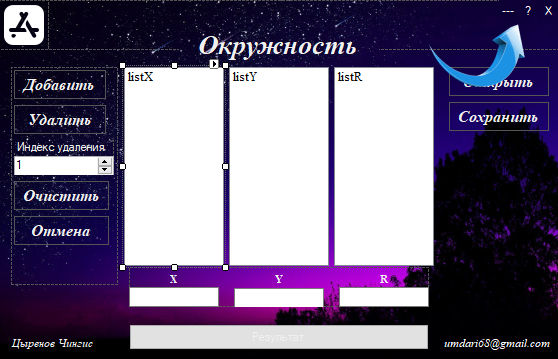 --- ? X
Окружность
Добавить
Удалить
Индекс удаления
1
Очистить
Отмена
listX
listY
listR
Открыть
Сохранить
X Y R
Результат
Цыренов Чингис
umdari68@gmail.com